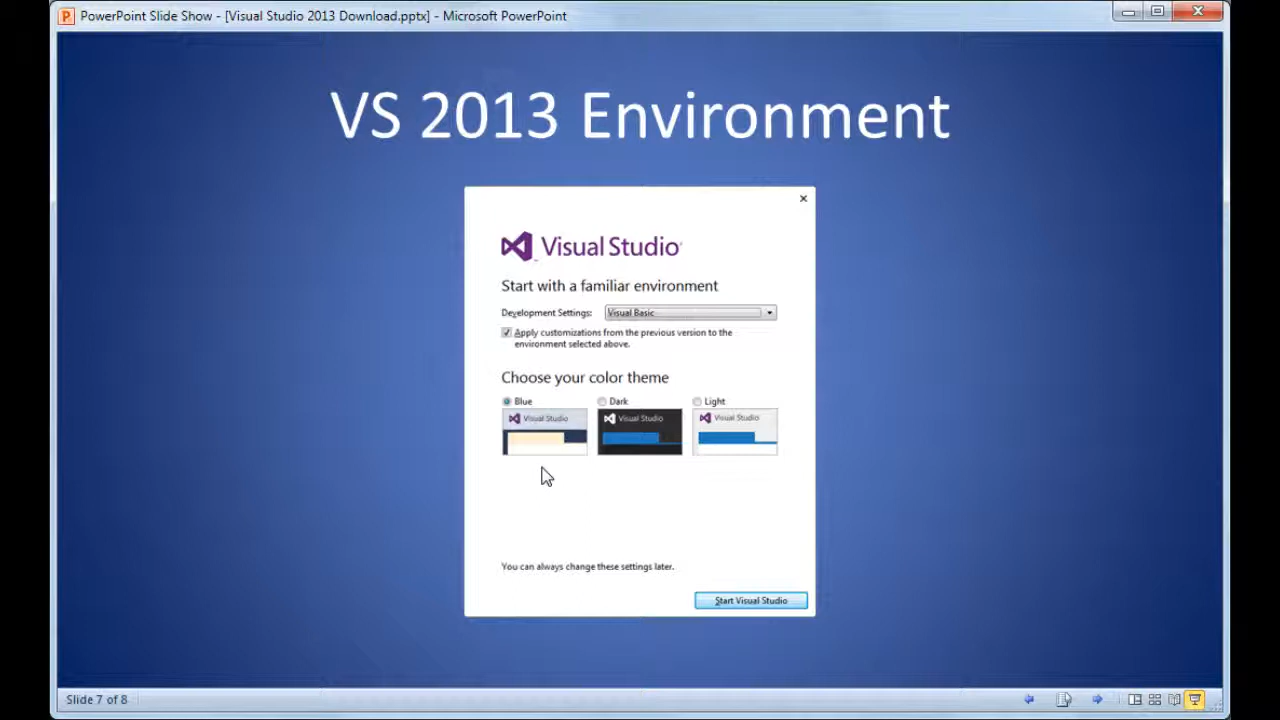 PowerPoint Slide Show - [Visual Studio 2013 Download.pptx] - Microsoft PowerPoint
VS 2013 Environment
Visual Studio
Start with a familiar environment
Development Settings: Visual Basic
Apply customizations from the previous version to the
environment selected above.
Choose your color theme
Blue Dark Light
Visual Studio Visual Studio Visual Studio
You can always change these settings later.
Start Visual Studio
Slide 7 of 8